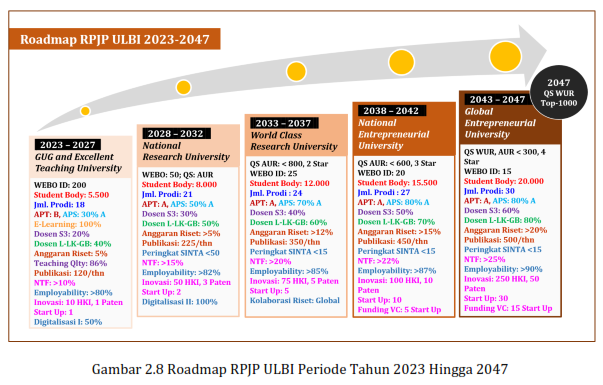 Roadmap RPJP ULBI 2023-2047
2047
QS WUR
Top-1000
2023 – 2027
GUG and Excellent
Teaching University
WEBO ID: 200
Student Body: 5.500
Jml. Prodi: 18
APT: B, APS: 30% A
E-Learning: 100%
Dosen S3: 20%
Dosen L-LK-GB: 40%
Anggaran Riset: 5%
Teaching Qlty: 86%
Publikasi: 120/thn
NTF: >10%
Employability: >80%
Inovasi; 10 HKI, 1 Paten
Start Up: 1
Digitalisasi I: 50%
2028 – 2032
National
Research University
WEBO: 50; QS: AUR
Student Body: 8.000
Jml. Prodi: 21
APT: A, APS: 50% A
Dosen S3: 30%
Dosen L-LK-GB: 50%
Anggaran Riset: >5%
Publikasi: 225/thn
Peringkat SINTA <50
NTF: >15%
Employability: >82%
Inovasi: 50 HKI, 3 Paten
Start Up: 2
Digitalisasi II: 100%
2033 – 2037
World Class
Research University
QS AUR: < 800, 2 Star
WEBO ID: 25
Student Body: 12.000
Jml. Prodi : 24
APT: A, APS: 70% A
Dosen S3: 40%
Dosen L-LK-GB: 60%
Anggaran Riset: >12%
Publikasi: 350/thn
Peringkat SINTA <15
NTF: >20%
Employability: >85%
Inovasi: 75 HKI, 5 Paten
Start Up: 5
Kolaborasi Riset: Global
2038 – 2042
National
Entrepreneurial
University
QS AUR: < 600, 3 Star
WEBO ID: 20
Student Body: 15.500
Jml. Prodi : 27
APT: A, APS: 80% A
Dosen S3: 50%
Dosen L-LK-GB: 70%
Anggaran Riset: >15%
Publikasi: 450/thn
Peringkat SINTA <15
NTF: >22%
Employability: >87%
Inovasi: 100 HKI, 10
Paten
Start Up: 10
Funding VC: 5 Start Up
2043 – 2047
Global
Entrepreneurial
University
QS WUR, AUR < 300, 4
Star
WEBO ID: 15
Student Body: 20.000
Jml. Prodi: 30
APT: A, APS: 80% A
Dosen S3: 60%
Dosen L-LK-GB: 80%
Anggaran Riset: >20%
Publikasi: 500/thn
Peringkat SINTA <15
NTF: >25%
Employability: >90%
Inovasi: 250 HKI, 50
Paten
Start Up: 30
Funding VC: 15 Start Up
Gambar 2.8 Roadmap RPJP ULBI Periode Tahun 2023 Hingga 2047